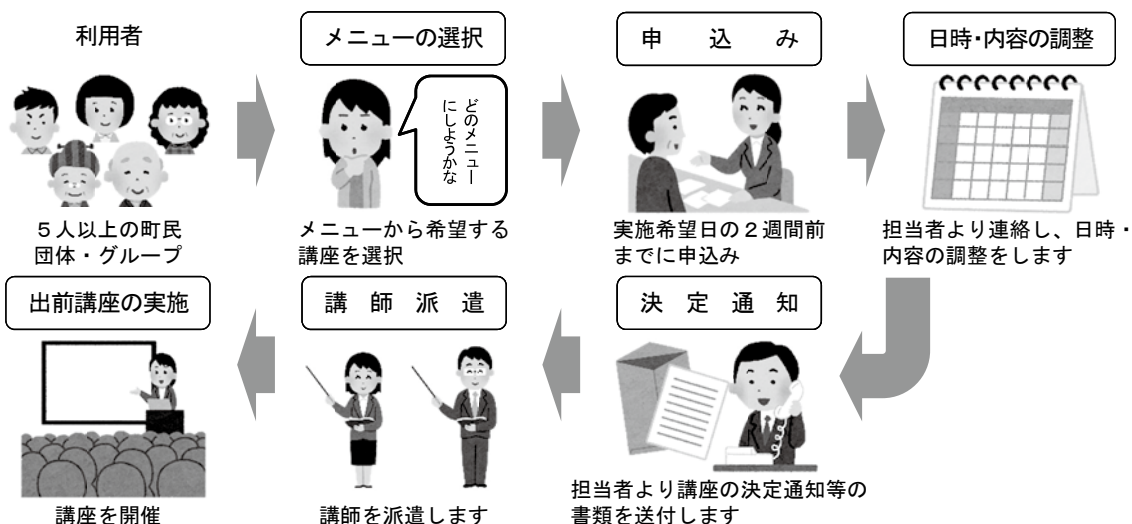 利用者
５人以上の町民
団体・グループ
メニューの選択
どのメニュー
にしようかな
メニューから希望する
講座を選択
申込み
実施希望日の２週間前
までに申込み
日時・内容の調整
担当者より連絡し、日時・
内容の調整をします
決定通知
担当者より講座の決定通知等の
書類を送付します
講師派遣
講師を派遣します
出前講座の実施
講座を開催